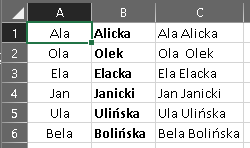 A B C
1 Ala Alicka Ala Alicka
2 Ola Olek Ola  Olek
3 Ela Elacka Ela Elacka
4 Jan Janicki Jan Janicki
5 Ula Ulińska Ula Ulińska
6 Bela Bolińska Bela Bolińska